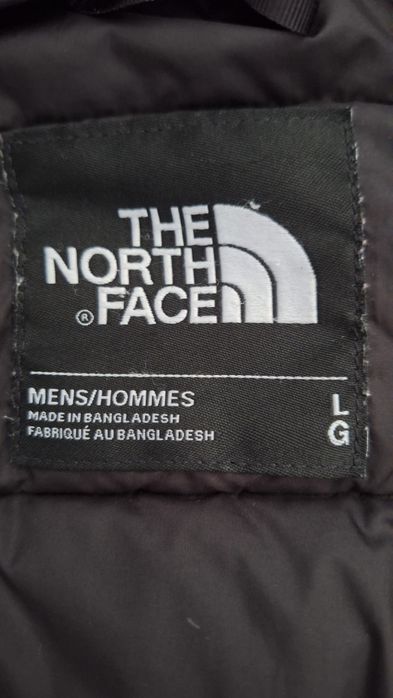 THE
NORTH
® FACE
MENS/HOMMES
MADE IN BANGLADESH
FABRIQUÉ AU BANGLADESH
L
G